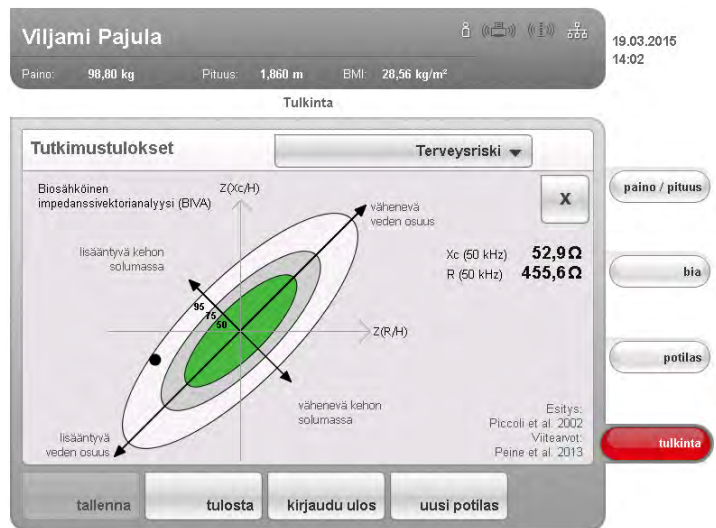 Viljami Pajula
19.03.2015
14:02
Paino: 98,80 kg Pituus: 1,860 m BMI: 28,56 kg/m²
Tulkinta
Tutkimustulokset
Terveysriski
Biosähköinen
impedanssivektorianalyysi (BIVA)
Z(Xc/H)
vähenevä
veden osuus
X
lisääntyvä kehon
solumassa
Xc (50 kHz) 52,9Ω
R (50 kHz) 455,6Ω
95
75
50
Z(R/H)
vähenevä kehon
solumassa
lisääntyvä
veden osuus
Esitys:
Piccoli et al. 2002
Viitearvot:
Peine et al. 2013
paino / pituus
bia
potilas
tulkinta
tallenna
tulosta
kirjaudu ulos
uusi potilas